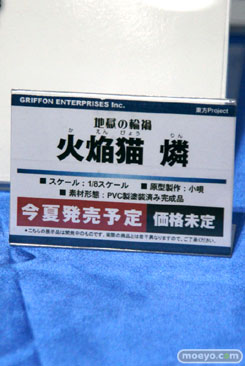 GRIFFON ENTERPRISES Inc.
東方Project
地獄の輪禍
か えん びょう りん
火焔猫 燐
■スケール:1/8スケール ■原型製作:小唄
■素材形態:PVC製塗装済み完成品
今夏発売予定 価格未定
moeyo.com